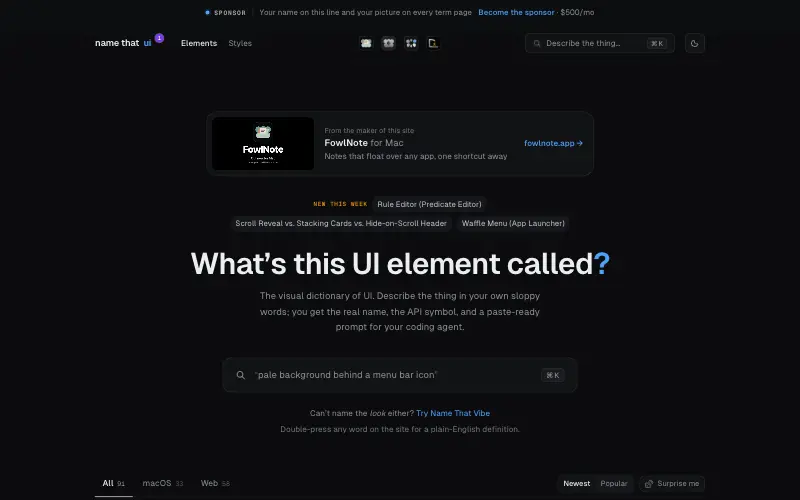 SPONSOR Your name on this line and your picture on every term page Become the sponsor · $500/mo
name that ui 1 Elements Styles Describe the thing... ⌘K
From the maker of this site
FowlNote for Mac
Notes that float over any app, one shortcut away
fowlnote.app →
FowlNote
NEW THIS WEEK Rule Editor (Predicate Editor)
Scroll Reveal vs. Stacking Cards vs. Hide-on-Scroll Header Waffle Menu (App Launcher)
What's this UI element called?
The visual dictionary of UI. Describe the thing in your own sloppy
words; you get the real name, the API symbol, and a paste-ready
prompt for your coding agent.
“pale background behind a menu bar icon” ⌘K
Can't name the look either? Try Name That Vibe
Double-press any word on the site for a plain-English definition.
All 91 macOS 33 Web 58 Newest Popular Surprise me